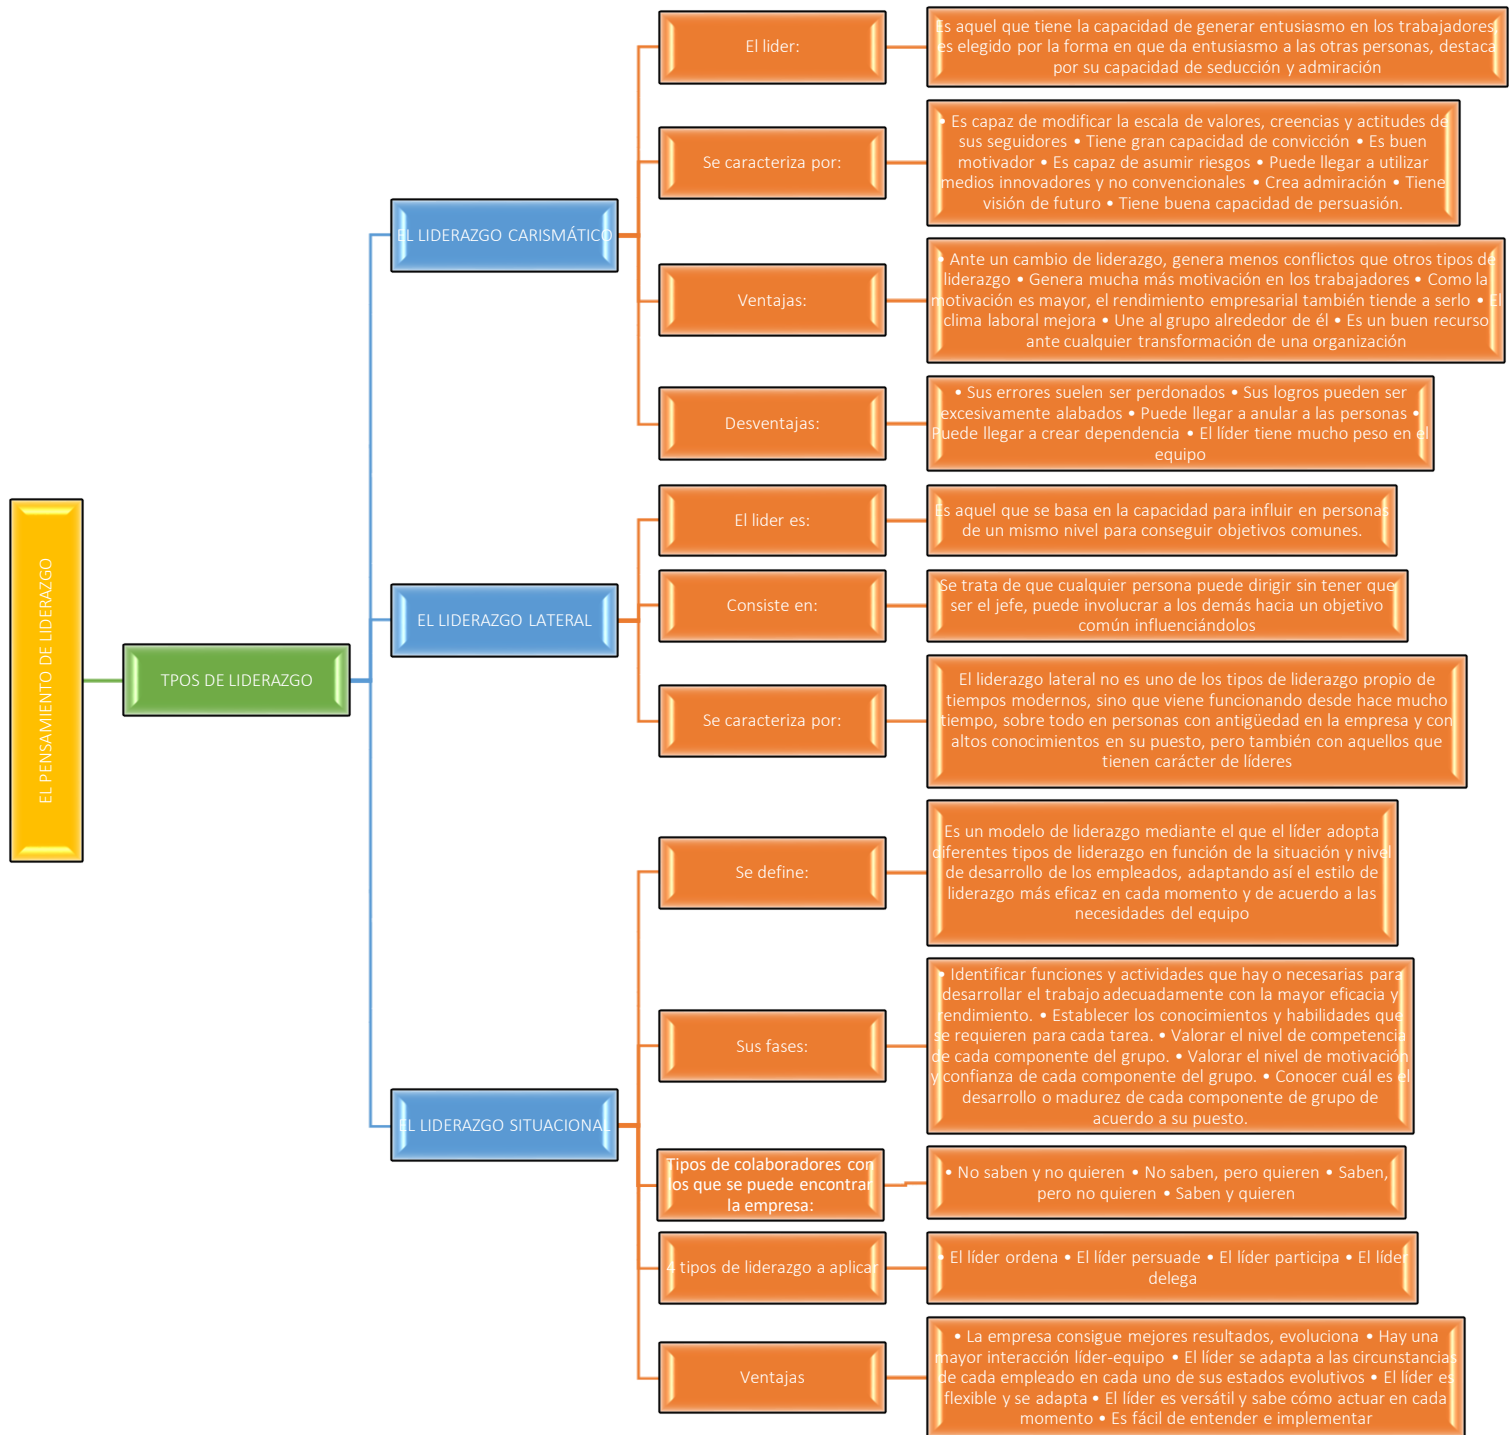 EL PENSAMIENTO DE LIDERAZGO
TPOS DE LIDERAZGO
EL LIDERAZGO CARISMÁTICO
El lider:
Es aquel que tiene la capacidad de generar entusiasmo en los trabajadores
es elegido por la forma en que da entusiasmo a las otras personas, destaca
por su capacidad de seducción y admiración
Se caracteriza por:
• Es capaz de modificar la escala de valores, creencias y actitudes de
sus seguidores • Tiene gran capacidad de convicción • Es buen
motivador • Es capaz de asumir riesgos • Puede llegar a utilizar
medios innovadores y no convencionales • Crea admiración • Tiene
visión de futuro • Tiene buena capacidad de persuasión.
Ventajas:
• Ante un cambio de liderazgo, genera menos conflictos que otros tipos de
liderazgo • Genera mucha más motivación en los trabajadores • Como la
motivación es mayor, el rendimiento empresarial también tiende a serlo • El
clima laboral mejora • Une al grupo alrededor de él • Es un buen recurso
ante cualquier transformación de una organización
Desventajas:
• Sus errores suelen ser perdonados • Sus logros pueden ser
excesivamente alabados • Puede llegar a anular a las personas •
Puede llegar a crear dependencia • El líder tiene mucho peso en el
equipo
EL LIDERAZGO LATERAL
El lider es:
Es aquel que se basa en la capacidad para influir en personas
de un mismo nivel para conseguir objetivos comunes.
Consiste en:
Se trata de que cualquier persona puede dirigir sin tener que
ser el jefe, puede involucrar a los demás hacia un objetivo
común influenciándolos
Se caracteriza por:
El liderazgo lateral no es uno de los tipos de liderazgo propio de
tiempos modernos, sino que viene funcionando desde hace mucho
tiempo, sobre todo en personas con antigüedad en la empresa y con
altos conocimientos en su puesto, pero también con aquellos que
tienen carácter de líderes
EL LIDERAZGO SITUACIONAL
Se define:
Es un modelo de liderazgo mediante el que el líder adopta
diferentes tipos de liderazgo en función de la situación y nivel
de desarrollo de los empleados, adaptando así el estilo de
liderazgo más eficaz en cada momento y de acuerdo a las
necesidades del equipo
Sus fases:
• Identificar funciones y actividades que hay o necesarias para
desarrollar el trabajo adecuadamente con la mayor eficacia y
rendimiento. • Establecer los conocimientos y habilidades que
se requieren para cada tarea. • Valorar el nivel de competencia
de cada componente del grupo. • Valorar el nivel de motivación
y confianza de cada componente del grupo. • Conocer cuál es el
desarrollo o madurez de cada componente de grupo de
acuerdo a su puesto.
Tipos de colaboradores con
los que se puede encontrar
la empresa:
• No saben y no quieren • No saben, pero quieren • Saben,
pero no quieren • Saben y quieren
4 tipos de liderazgo a aplicar
• El líder ordena • El líder persuade • El líder participa • El líder
delega
Ventajas
• La empresa consigue mejores resultados, evoluciona • Hay una
mayor interacción líder-equipo • El líder se adapta a las circunstancias
de cada empleado en cada uno de sus estados evolutivos • El líder es
flexible y se adapta • El líder es versátil y sabe cómo actuar en cada
momento • Es fácil de entender e implementar